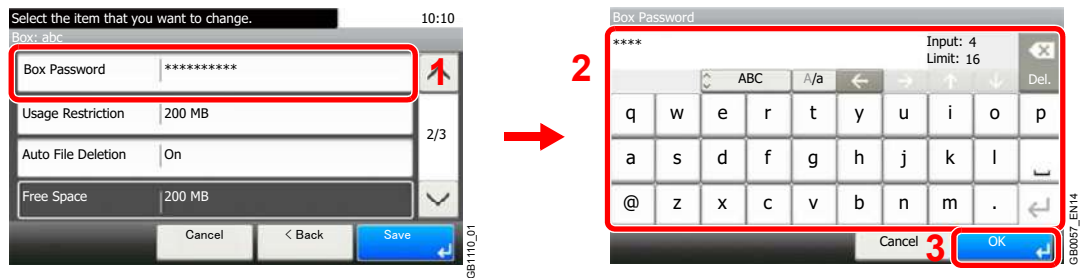 Select the item that you want to change.
10:10
Box: abc
Box Password
**********
1
Usage Restriction
200 MB
2/3
Auto File Deletion
On
Free Space
200 MB
Cancel
< Back
Save
GB1110_01
Box Password
2
****
Input: 4
Limit: 16
ABC
A/a
Del.
q w e r t y u i o p
a s d f g h j k l
@ z x c v b n m .
Cancel
3
OK
GB0057_EN14